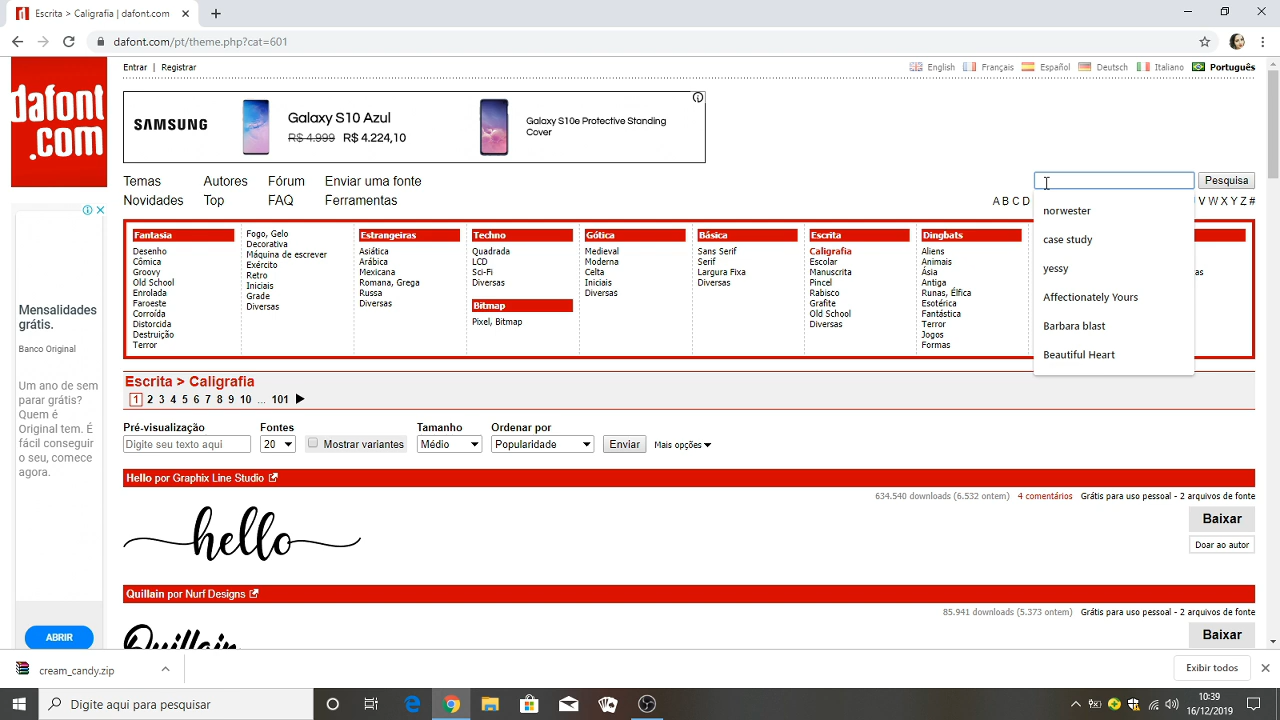 Escrita > Caligrafia | dafont.com
dafont.com/pt/theme.php?cat=601
dafont
.com
Entrar | Registrar
English Français Español Deutsch Italiano Português
SAMSUNG
Galaxy S10 Azul
R$ 4.999 R$ 4.224,10
Galaxy S10e Protective Standing
Cover
Temas Autores Fórum Enviar uma fonte
Novidades Top FAQ Ferramentas
Pesquisa
A B C D V W X Y Z #
norwester
case study
yessy
Affectionately Yours
Barbara blast
Beautiful Heart
Fantasia
Desenho
Cômica
Groovy
Old School
Enrolada
Faroeste
Corroída
Distorcida
Destruição
Terror
Fogo, Gelo
Decorativa
Máquina de escrever
Exército
Retro
Iniciais
Grade
Diversas
Estrangeiras
Asiática
Arábica
Mexicana
Romana, Grega
Russa
Diversas
Techno
Quadrada
LCD
Sci-Fi
Diversas
Bitmap
Pixel, Bitmap
Gótica
Medieval
Moderna
Celta
Iniciais
Diversas
Básica
Sans Serif
Serif
Largura Fixa
Diversas
Escrita
Caligrafia
Escolar
Manuscrita
Pincel
Rabisco
Grafite
Old School
Diversas
Dingbats
Aliens
Animais
Ásia
Antiga
Runas, Élfica
Esotérica
Fantástica
Terror
Jogos
Formas
Escrita > Caligrafia
1 2 3 4 5 6 7 8 9 10 ... 101
Pré-visualização Fontes Tamanho Ordenar por
Digite seu texto aqui 20 Mostrar variantes Médio Popularidade Enviar Mais opções
Hello por Graphix Line Studio
634.540 downloads (6.532 ontem) 4 comentários Grátis para uso pessoal - 2 arquivos de fonte
hello
Baixar
Doar ao autor
Quillain por Nurf Designs
85.941 downloads (5.373 ontem) Grátis para uso pessoal - 2 arquivos de fonte
Quillain
Baixar
Mensalidades
grátis.
Banco Original
Um ano de sem
parar grátis?
Quem é
Original tem. É
fácil conseguir
o seu, comece
agora.
ABRIR
cream_candy.zip
Exibir todos
Digite aqui para pesquisar
10:39
16/12/2019